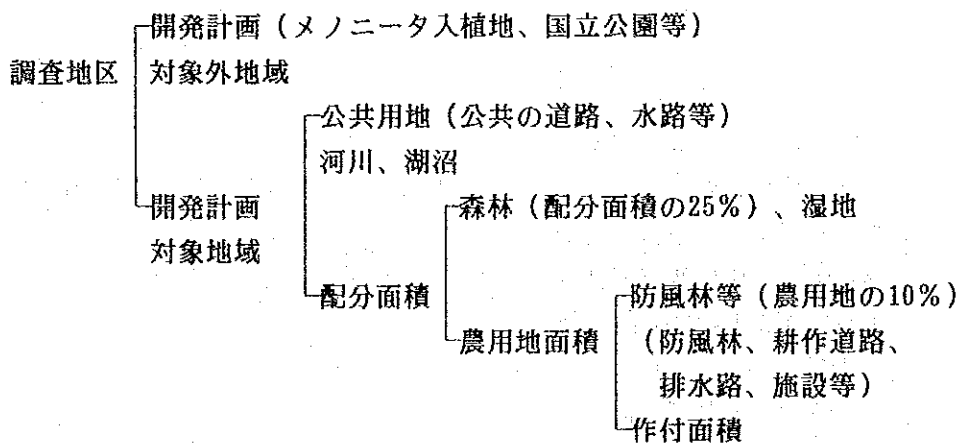 開発計画（メノニータ入植地、国立公園等）
調査地区 対象外地域
公共用地（公共の道路、水路等）
河川、湖沼
開発計画 森林（配分面積の25%）、湿地
対象地域
配分面積 防風林等（農用地の10%）
農用地面積 （防風林、耕作道路、
排水路、施設等）
作付面積